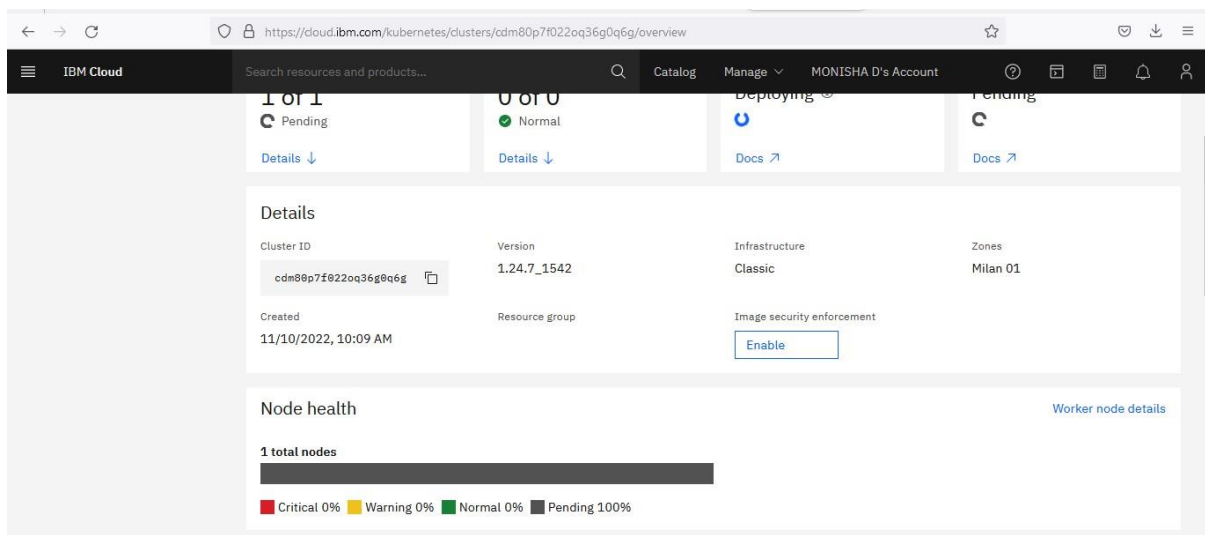 https://cloud.ibm.com/kubernetes/clusters/cdm80p7f022oq36g0q6g/overview
IBM Cloud
Search resources and products...
Catalog
Manage
MONISHA D's Account
1 of 1
0 of 0
Deploying
Pending
Pending
Normal
Details ↓
Details ↓
Docs ↗
Docs ↗
Details
Cluster ID
Version
Infrastructure
Zones
cdm80p7f022oq36g0q6g
1.24.7_1542
Classic
Milan 01
Created
Resource group
Image security enforcement
11/10/2022, 10:09 AM
Enable
Node health
Worker node details
1 total nodes
Critical 0% Warning 0% Normal 0% Pending 100%